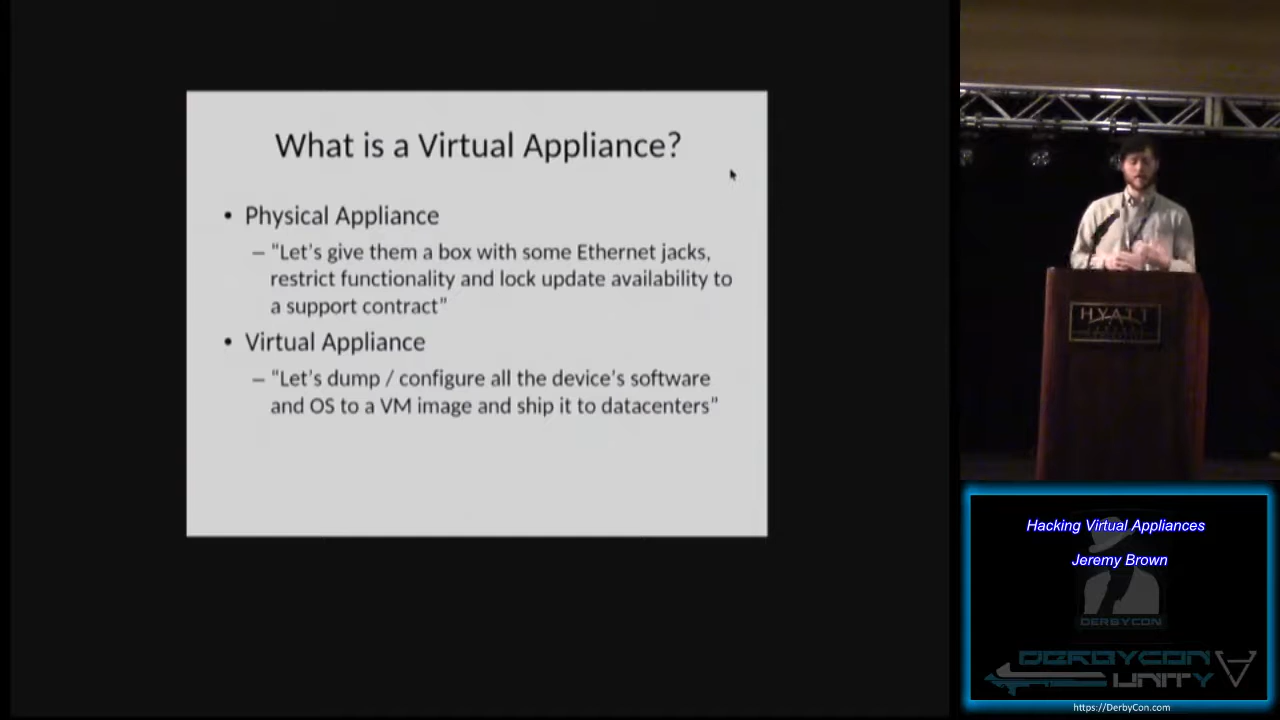 What is a Virtual Appliance?
• Physical Appliance
– “Let’s give them a box with some Ethernet jacks,
restrict functionality and lock update availability to
a support contract”
• Virtual Appliance
– “Let’s dump / configure all the device’s software
and OS to a VM image and ship it to datacenters”
HYATT
Hacking Virtual Appliances
Jeremy Brown
DERBYCON
DERBYCON
UNITY
https://DerbyCon.com